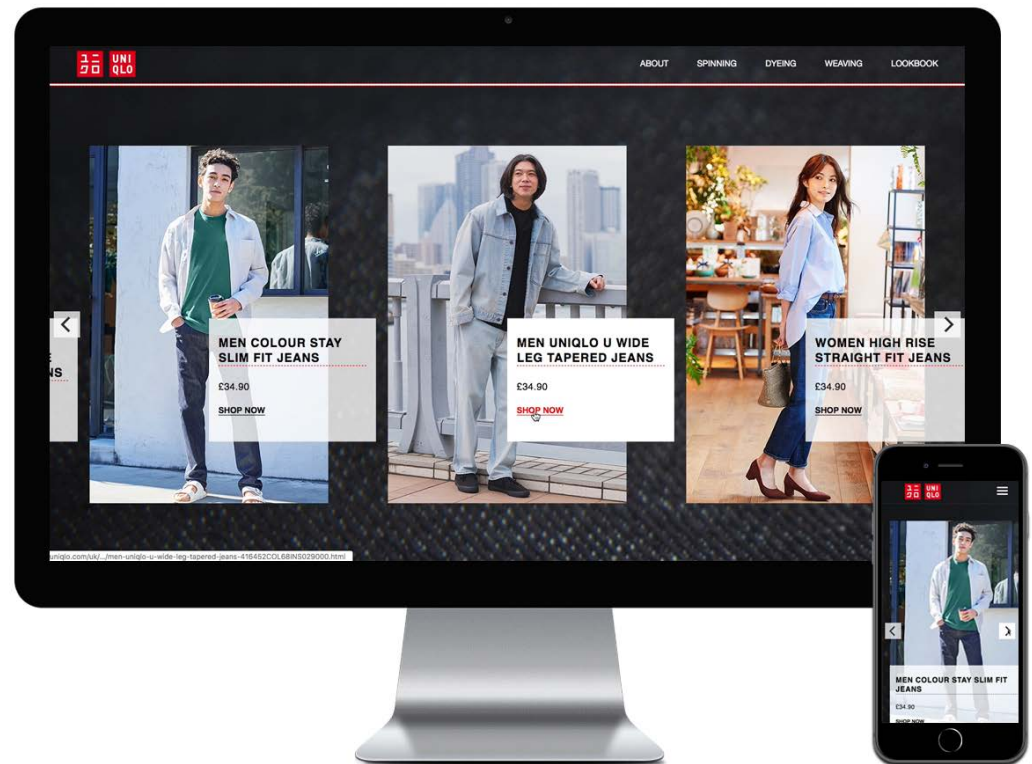 ユニ UNI
クロ QLO
ABOUT SPINNING DYEING WEAVING LOOKBOOK
NS
MEN COLOUR STAY
SLIM FIT JEANS
£34.90
SHOP NOW
MEN UNIQLO U WIDE
LEG TAPERED JEANS
£34.90
SHOP NOW
WOMEN HIGH RISE
STRAIGHT FIT JEANS
£34.90
SHOP NOW
uniqlo.com/uk/.../men-uniqlo-u-wide-leg-tapered-jeans-416452COL68IN5029000.html
ユニ UNI
クロ QLO
MEN COLOUR STAY SLIM FIT
JEANS
£34.90
SHOP NOW